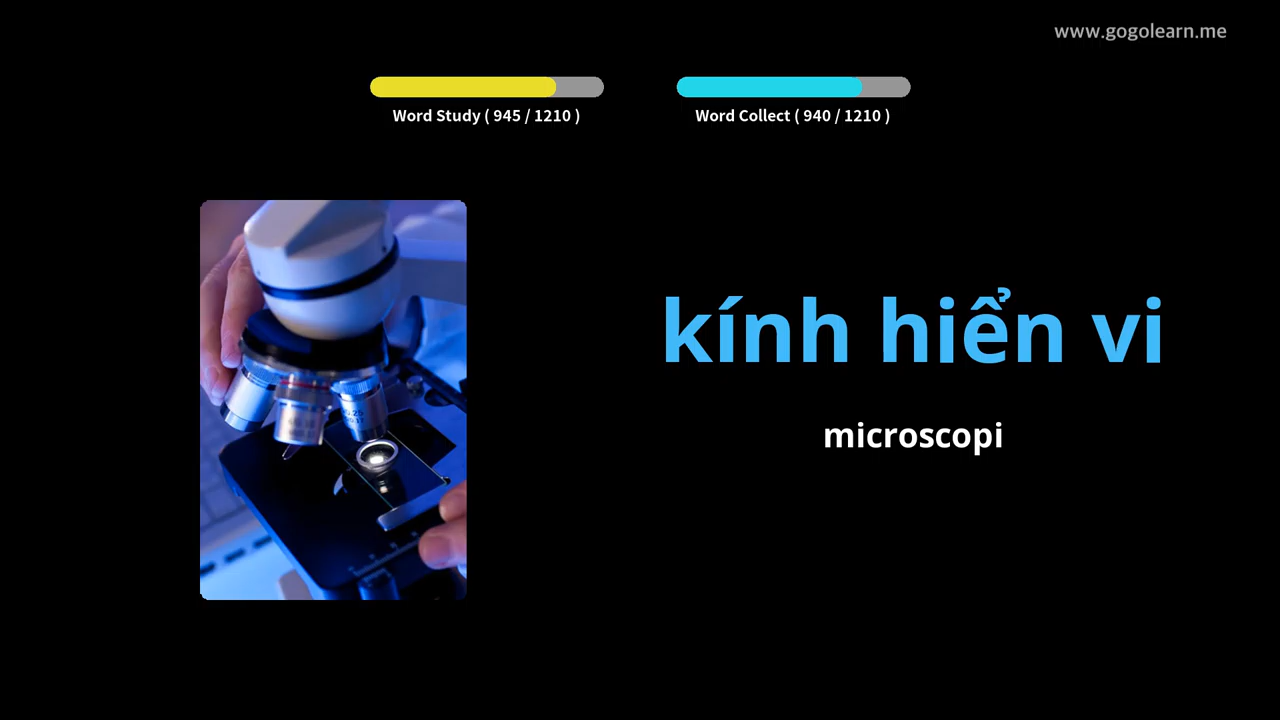 www.gogolearn.me
Word Study ( 945 / 1210 )
Word Collect ( 940 / 1210 )
kính hiển vi
microscopi